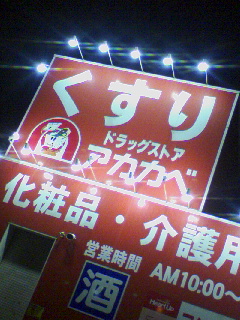 くすり
ドラッグストア
アカカベ
化粧品・介護用
営業時間
AM10:00～
酒